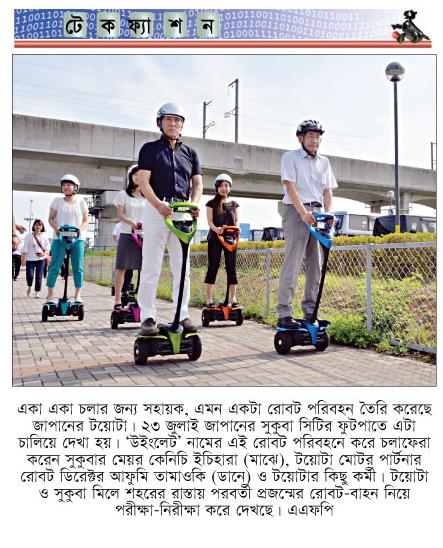 টেকফ্যাশন
একা একা চলার জন্য সহায়ক, এমন একটা রোবট পরিবহন তৈরি করেছে
জাপানের টয়োটা। ২৩ জুলাই জাপানের সুকুবা সিটির ফুটপাতে এটা
চালিয়ে দেখা হয়। 'উইংলেট' নামের এই রোবট পরিবহনে করে চলাফেরা
করেন সুকুবার মেয়র কেনিচি ইচিহারা (মাঝে), টয়োটা মোটর পার্টনার
রোবট ডিরেক্টর আফুমি তামাওকি (ডানে) ও টয়োটার কিছু কর্মী। টয়োটা
ও সুকুবা মিলে শহরের রাস্তায় পরবর্তী প্রজন্মের রোবট-বাহন নিয়ে
পরীক্ষা-নিরীক্ষা করে দেখছে। এএফপি